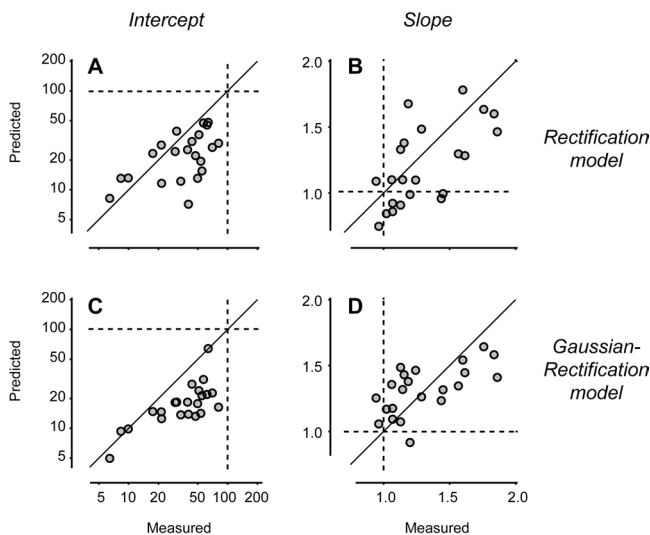 Intercept
Slope
A
200
100
50
20
10
5
Predicted
B
2.0
1.5
1.0
Rectification
model
C
200
100
50
20
10
5
Predicted
5
10
20
50
100
200
Measured
D
2.0
1.5
1.0
1.0
1.5
2.0
Measured
Gaussian-
Rectification
model